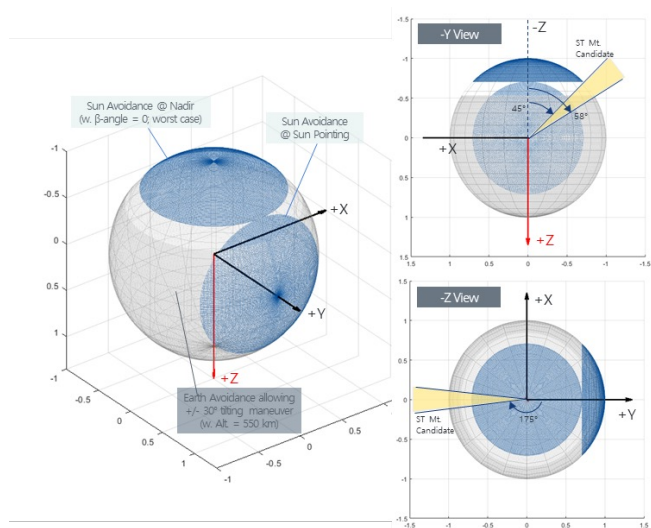 Sun Avoidance @ Nadir
(w. β-angle = 0; worst case)
Sun Avoidance
@ Sun Pointing
-1
-0.5
0
0.5
1
+X
+Y
+Z
Earth Avoidance allowing
+/- 30° tilting maneuver
(w. Alt. = 550 km)
-1
-0.5
0
0.5
1
-1
-0.5
0
0.5
1
-Y View
-Z
ST Mt.
Candidate
45°
58°
+X
+Z
-1.5
-1
-0.5
0
0.5
1
1.5
1.5
1
0.5
0
-0.5
-1
-1.5
-Z View
+X
+Y
ST Mt.
Candidate
175°
1.5
1
0.5
0
-0.5
-1
-1.5
-1.5
-1
-0.5
0
0.5
1
1.5